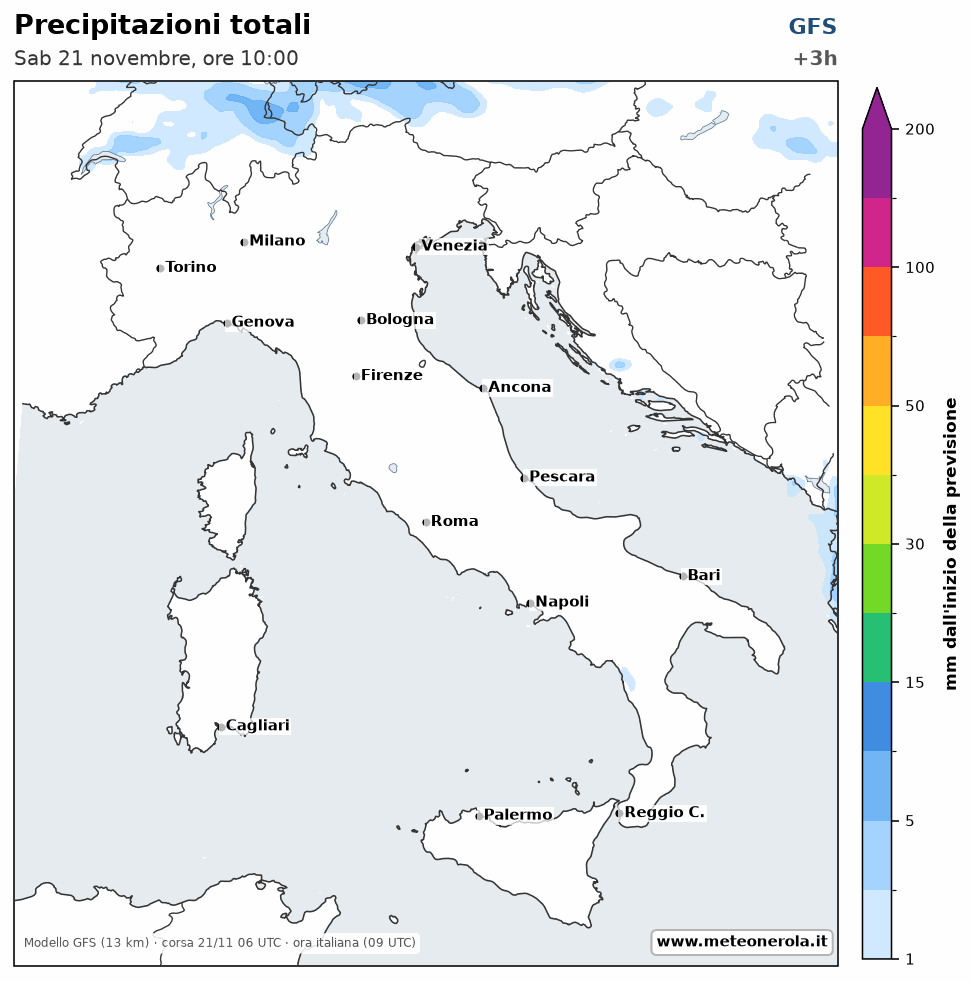 Precipitazioni totali
GFS
Sab 21 novembre, ore 10:00
+3h
Milano
Venezia
Torino
Genova
Bologna
Firenze
Ancona
Pescara
Roma
Bari
Napoli
Cagliari
Palermo
Reggio C.
200
100
50
30
15
5
1
mm dall'inizio della previsione
Modello GFS (13 km) · corsa 21/11 06 UTC · ora italiana (09 UTC)
www.meteonerola.it